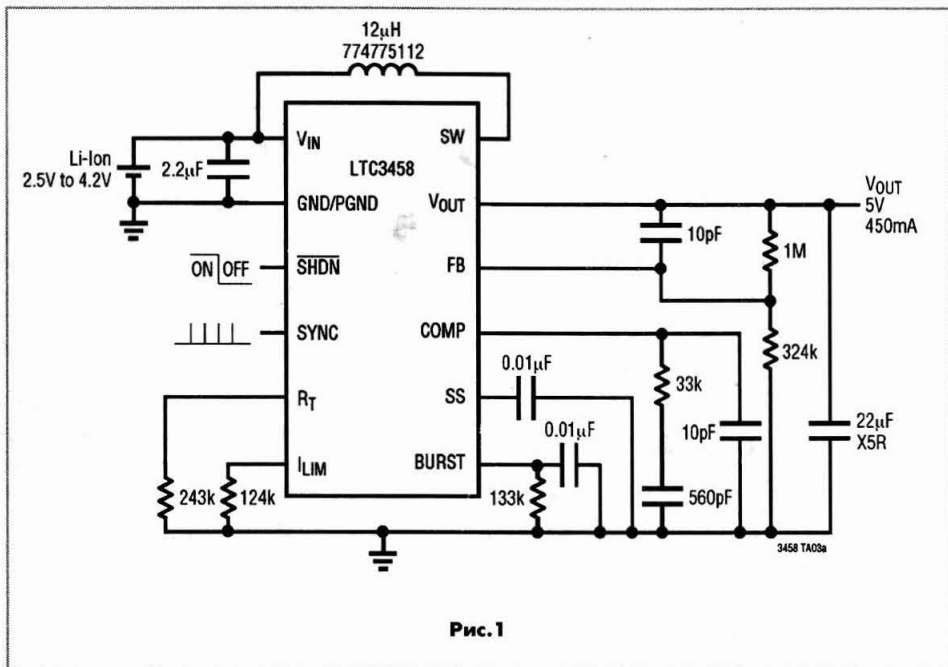 12μH
774775112
VIN
SW
LTC3458
Li-Ion
2.5V to 4.2V
2.2μF
GND/PGND
VOUT
VOUT
5V
450mA
10pF
1M
ON OFF
SHDN
FB
SYNC
COMP
324k
0.01μF
33k
RT
SS
10pF
22μF
X5R
0.01μF
ILIM
BURST
243k
124k
133k
560pF
3458 TA03a
Рис.1